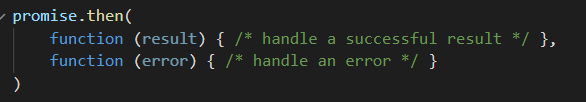 promise.then(
    function (result) { /* handle a successful result */ },
    function (error) { /* handle an error */ }
)